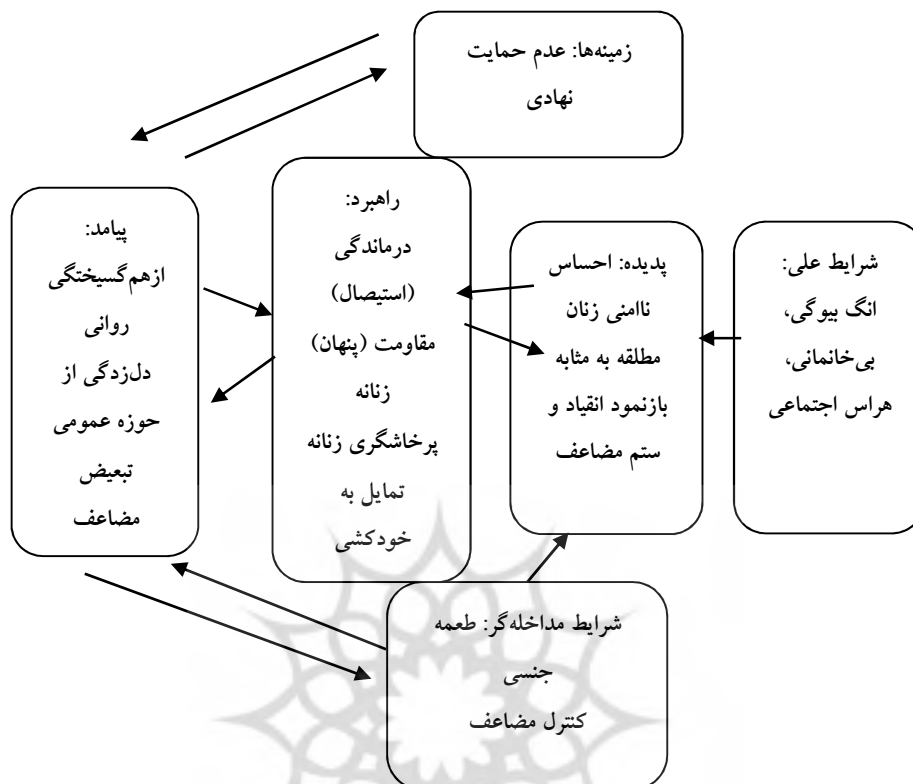 زمینه‌ها: عدم حمایت
نهادی
شرایط علی:
انگ بیوگی،
بی‌خانمانی،
هراس اجتماعی
پدیده: احساس
ناامنی زنان
مطلقه به مثابه
بازنمود انقیاد و
ستم مضاعف
راهبرد:
درماندگی
(استیصال)
مقاومت (پنهان)
زنانه
پرخاشگری زنانه
تمایل به
خودکشی
پیامد:
ازهم‌گسیختگی
روانی
دل‌زدگی از
حوزه عمومی
تبعیض
مضاعف
شرایط مداخله‌گر: طعمه
جنسی
کنترل مضاعف